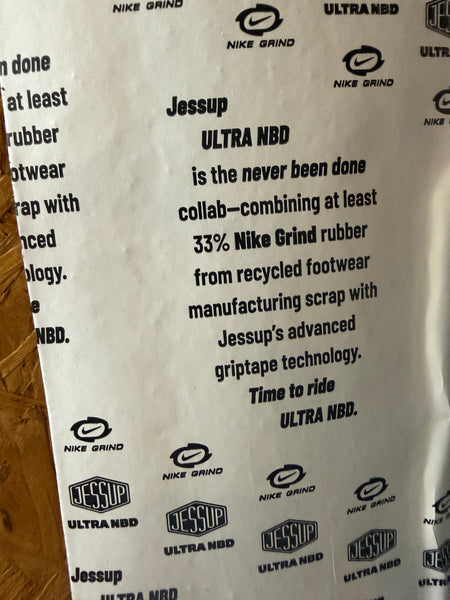 NIKE GRIND
NIKE GRIND
ULTRA NBD
NIKE GRIND
n done
at least
rubber
otwear
rap with
nced
ology.
e
NBD.
Jessup
ULTRA NBD
is the never been done
collab—combining at least
33% Nike Grind rubber
from recycled footwear
manufacturing scrap with
Jessup's advanced
griptape technology.
Time to ride
ULTRA NBD.
NIKE GRIND
NIKE GRIND
NIKE GRIND
NIKE GRIND
JESSUP
ULTRA NBD
JESSUP
ULTRA NBD
JESSUP
ULTRA NBD
JESSUP
ULTRA NBD
Jessup
ULTRA NBD